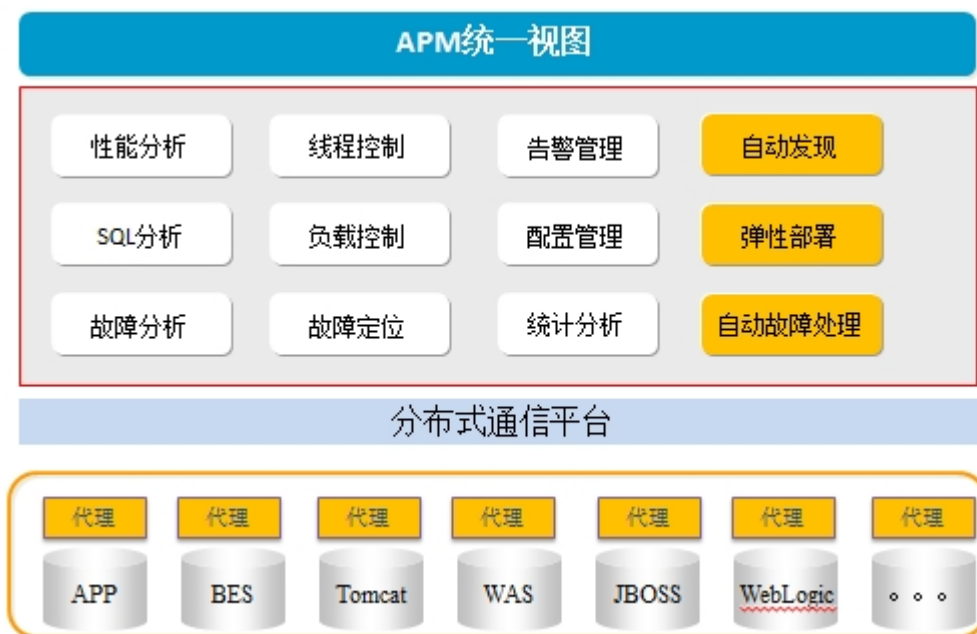 APM统一视图
性能分析 线程控制 告警管理 自动发现
SQL分析 负载控制 配置管理 弹性部署
故障分析 故障定位 统计分析 自动故障处理
分布式通信平台
代理 代理 代理 代理 代理 代理 代理
APP BES Tomcat WAS JBOSS WebLogic 。。。